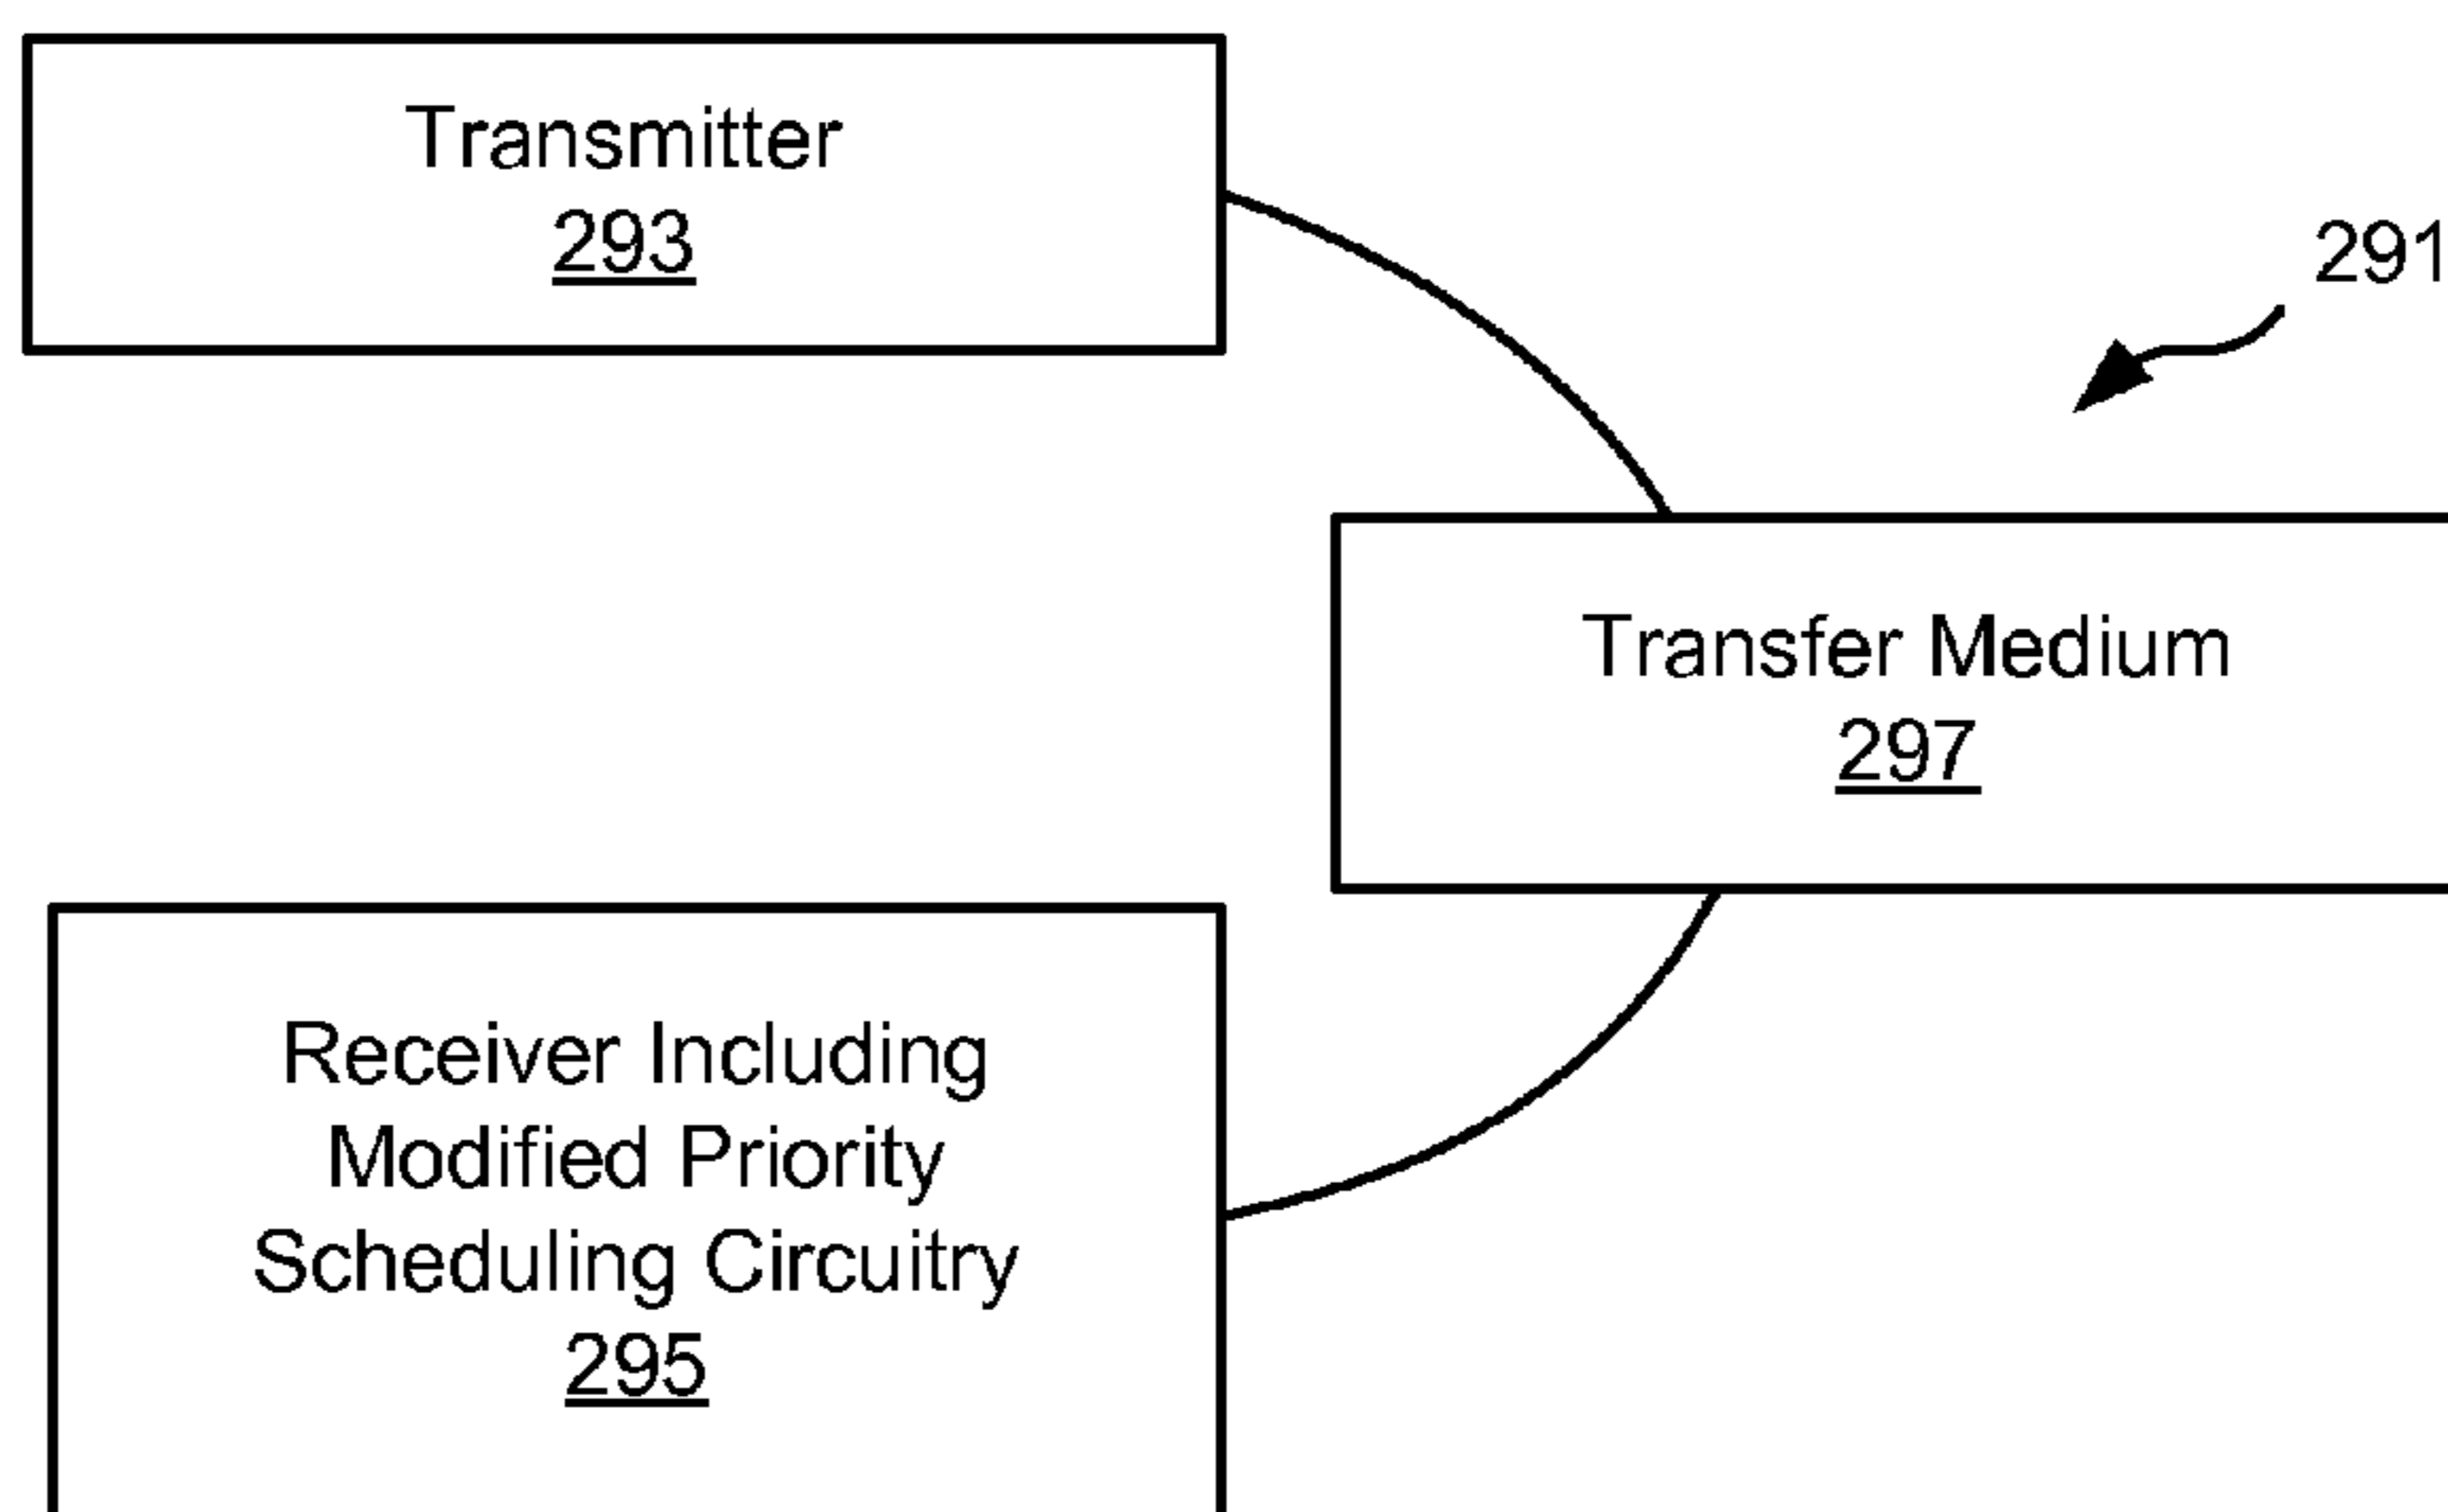 Transmitter
293
291
Transfer Medium
297
Receiver Including
Modified Priority
Scheduling Circuitry
295